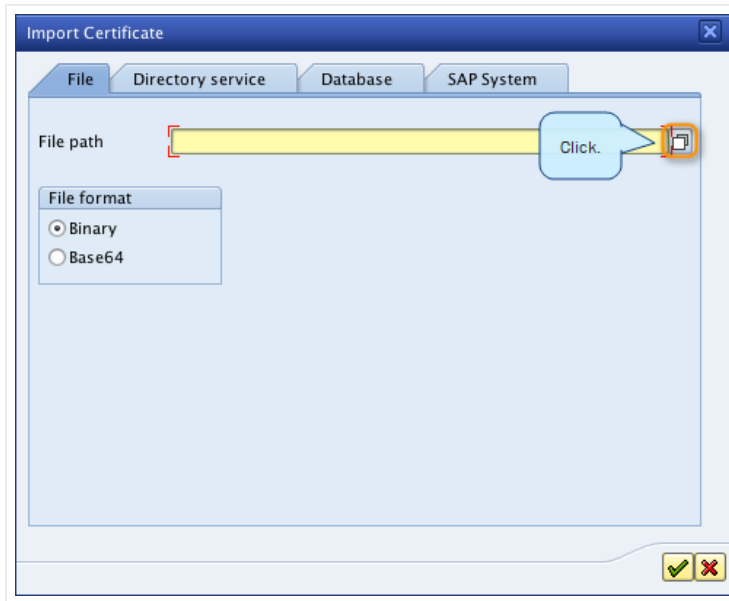 Import Certificate
File Directory service Database SAP System
File path
Click.
File format
Binary
Base64